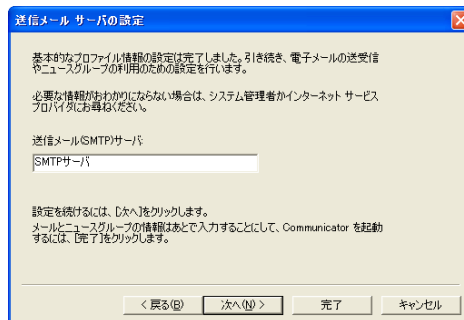 送信メール サーバの設定
基本的なプロファイル情報の設定は完了しました。引き続き、電子メールの送受信
やニュースグループの利用のための設定を行います。
必要な情報がおわかりにならない場合は、システム管理者かインターネット サービス
プロバイダにお尋ねください。
送信メール(SMTP)サーバ:
SMTPサーバ
設定を続けるには、[次へ]をクリックします。
メールとニュースグループの情報はあとで入力することにして、Communicator を起動
するには、[完了]をクリックします。
< 戻る(B) 次へ(N) > 完了 キャンセル